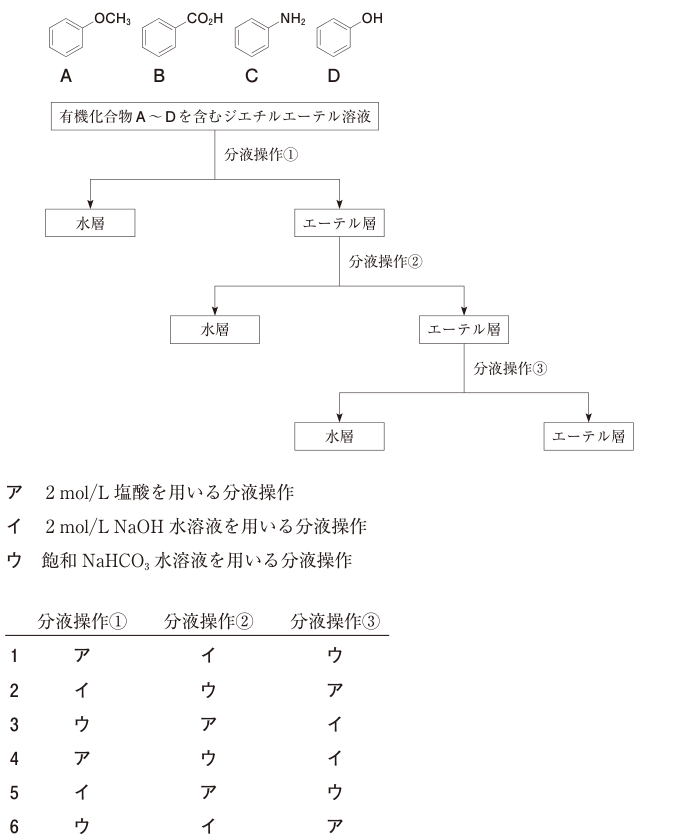 OCH₃ CO₂H NH₂ OH
A B C D
有機化合物A～Dを含むジエチルエーテル溶液
分液操作①
水層 エーテル層
分液操作②
水層 エーテル層
分液操作③
水層 エーテル層
ア 2 mol/L 塩酸を用いる分液操作
イ 2 mol/L NaOH 水溶液を用いる分液操作
ウ 飽和 NaHCO₃ 水溶液を用いる分液操作
分液操作① 分液操作② 分液操作③
1 ア イ ウ
2 イ ウ ア
3 ウ ア イ
4 ア ウ イ
5 イ ア ウ
6 ウ イ ア